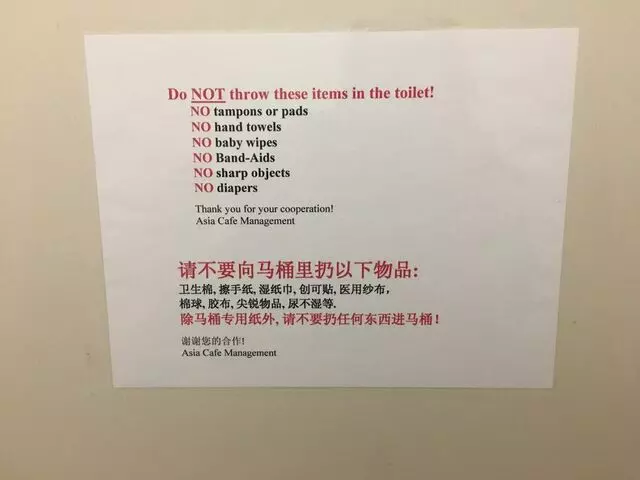 Do NOT throw these items in the toilet!
NO tampons or pads
NO hand towels
NO baby wipes
NO Band-Aids
NO sharp objects
NO diapers
Thank you for your cooperation!
Asia Cafe Management
请不要向马桶里扔以下物品:
卫生棉, 擦手纸, 湿纸巾, 创可贴, 医用纱布,
棉球, 胶布, 尖锐物品, 尿不湿等.
除马桶专用纸外, 请不要扔任何东西进马桶!
谢谢您的合作!
Asia Cafe Management